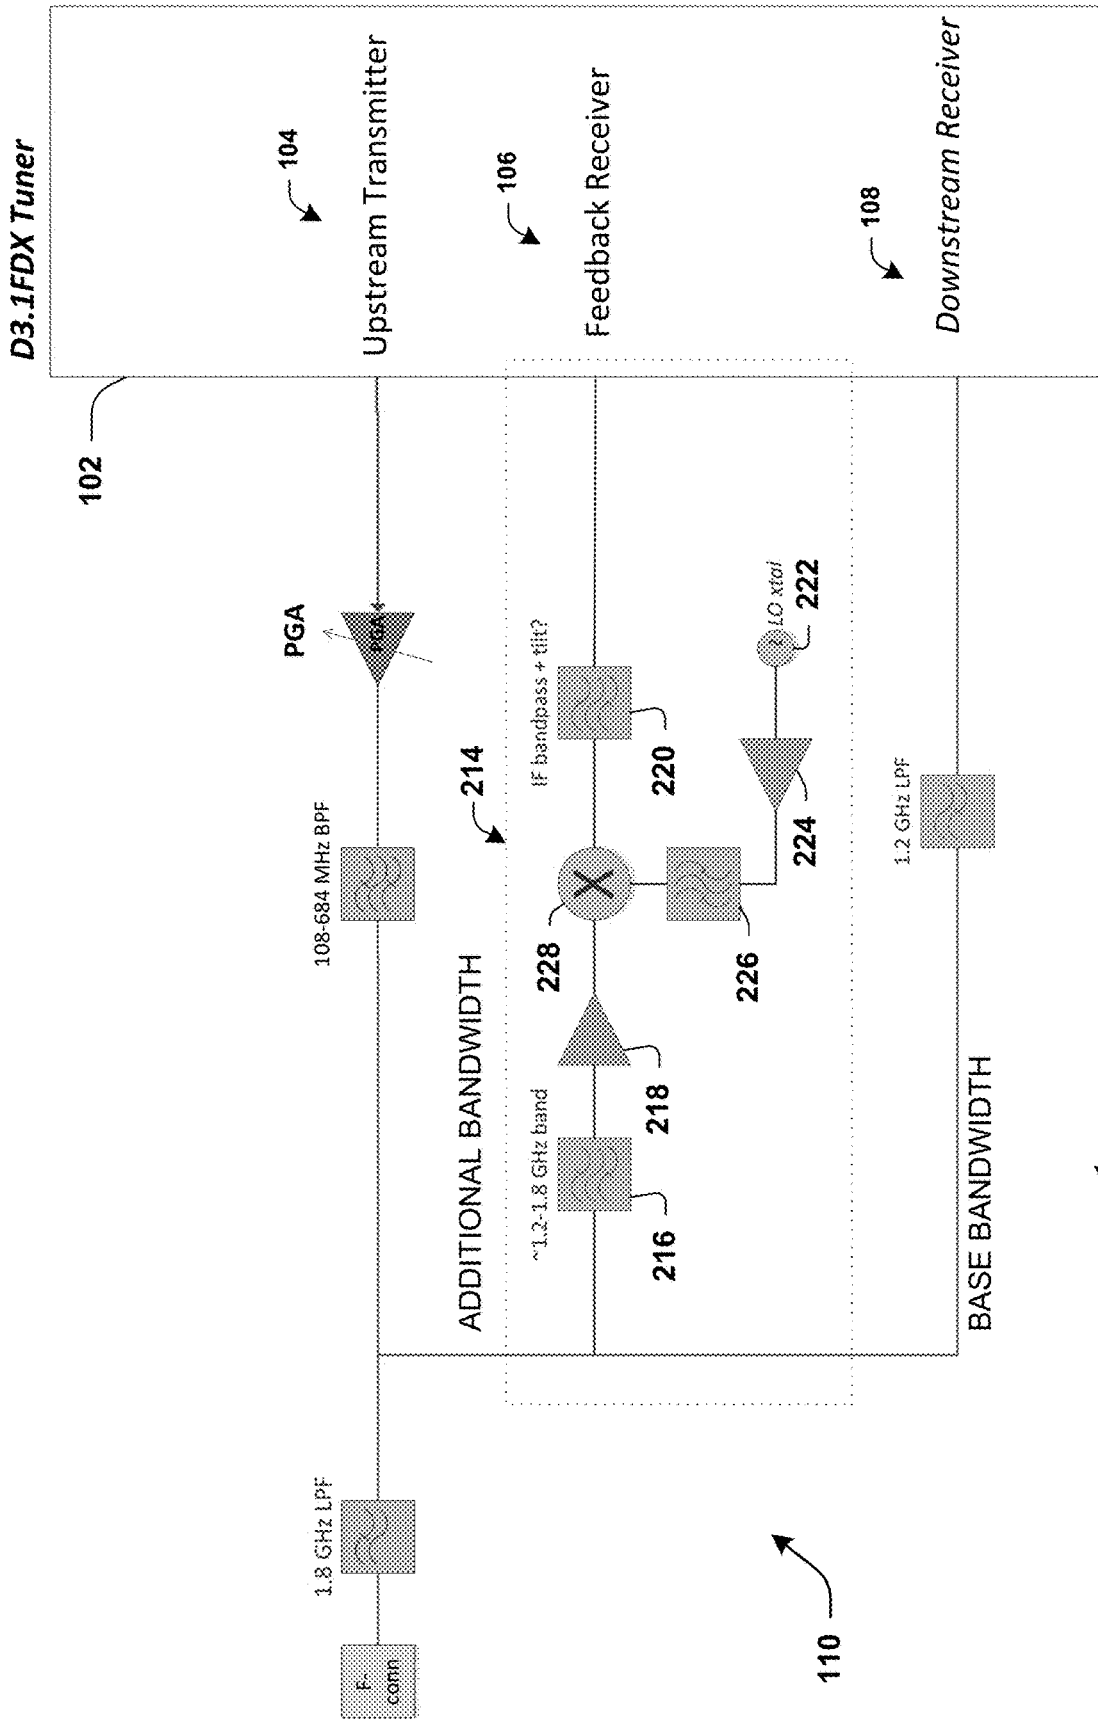 D3.1FDX Tuner
102
104
Upstream Transmitter
106
Feedback Receiver
108
Downstream Receiver
PGA
PGA
108-684 MHz BPF
1.8 GHz LPF
F-
conn
ADDITIONAL BANDWIDTH
214
~1.2-1.8 GHz band
216
218
228
IF bandpass + tilt?
220
LO xtal
222
224
226
1.2 GHz LPF
BASE BANDWIDTH
110